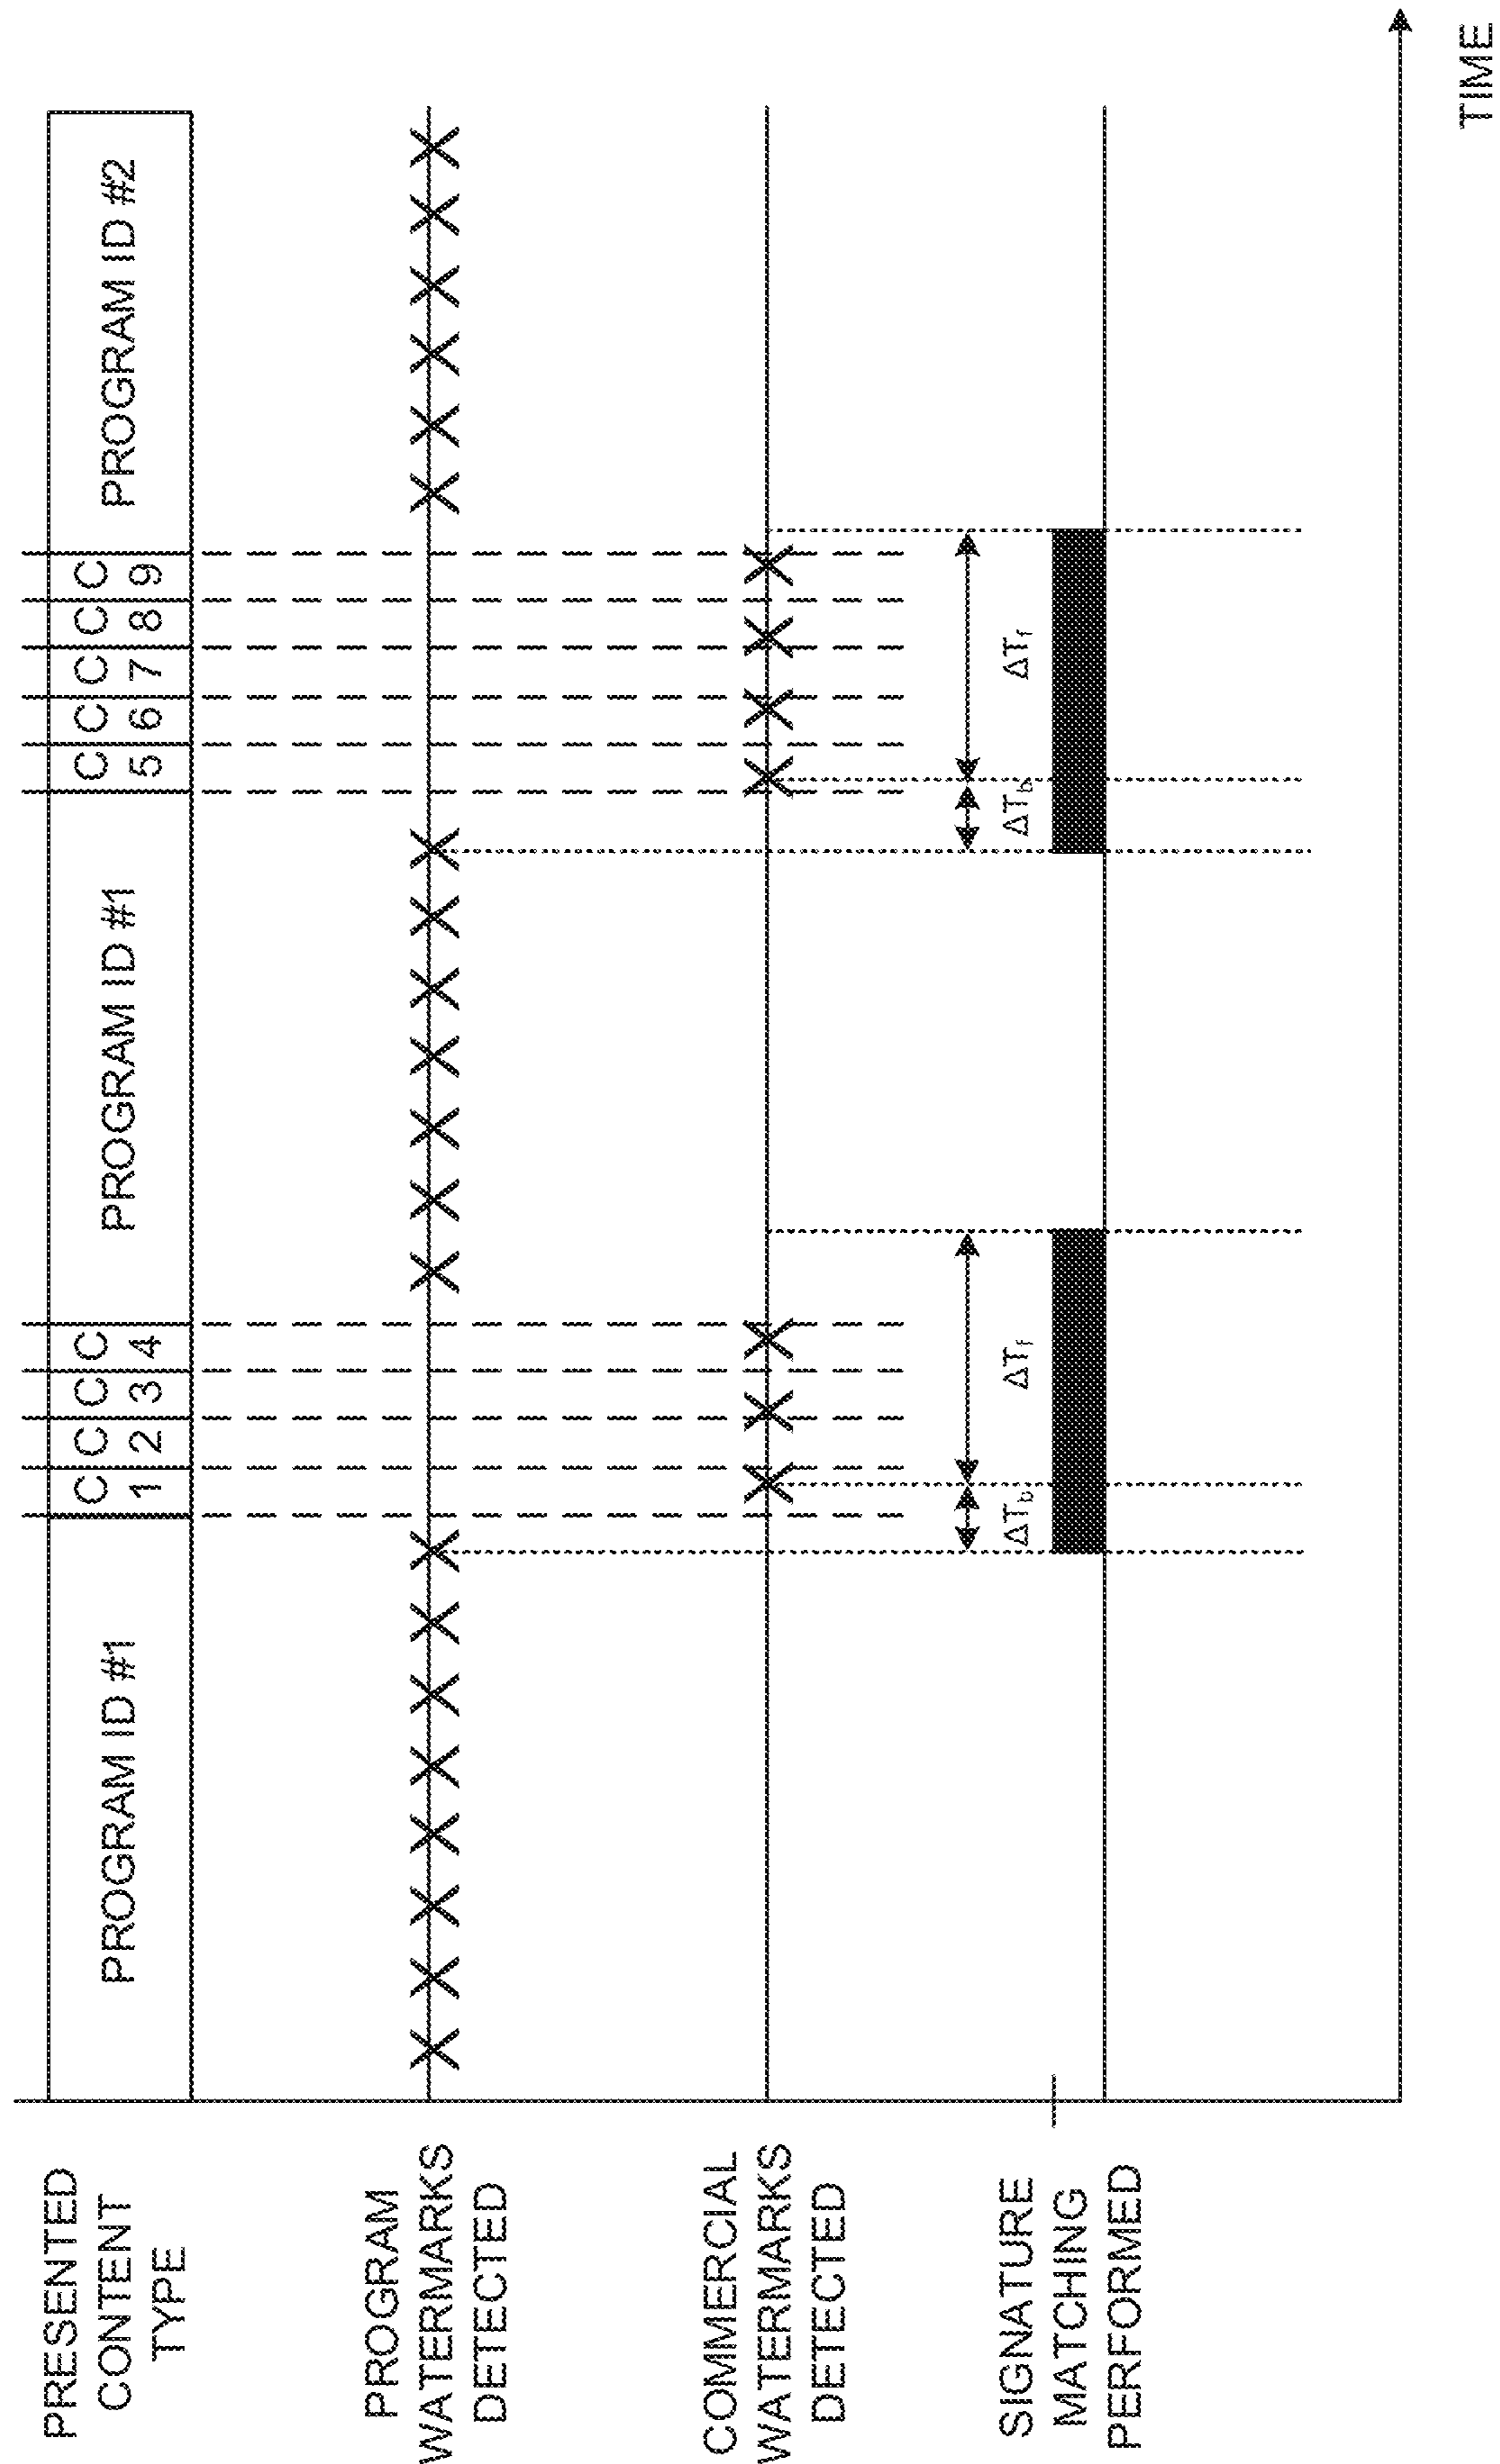 PRESENTED
CONTENT
TYPE
PROGRAM ID #1
C
1
C
2
C
3
C
4
PROGRAM ID #1
C
5
C
6
C
7
C
8
C
9
PROGRAM ID #2
PROGRAM
WATERMARKS
DETECTED
COMMERCIAL
WATERMARKS
DETECTED
ΔTb
ΔTf
ΔTb
ΔTf
SIGNATURE
MATCHING
PERFORMED
TIME